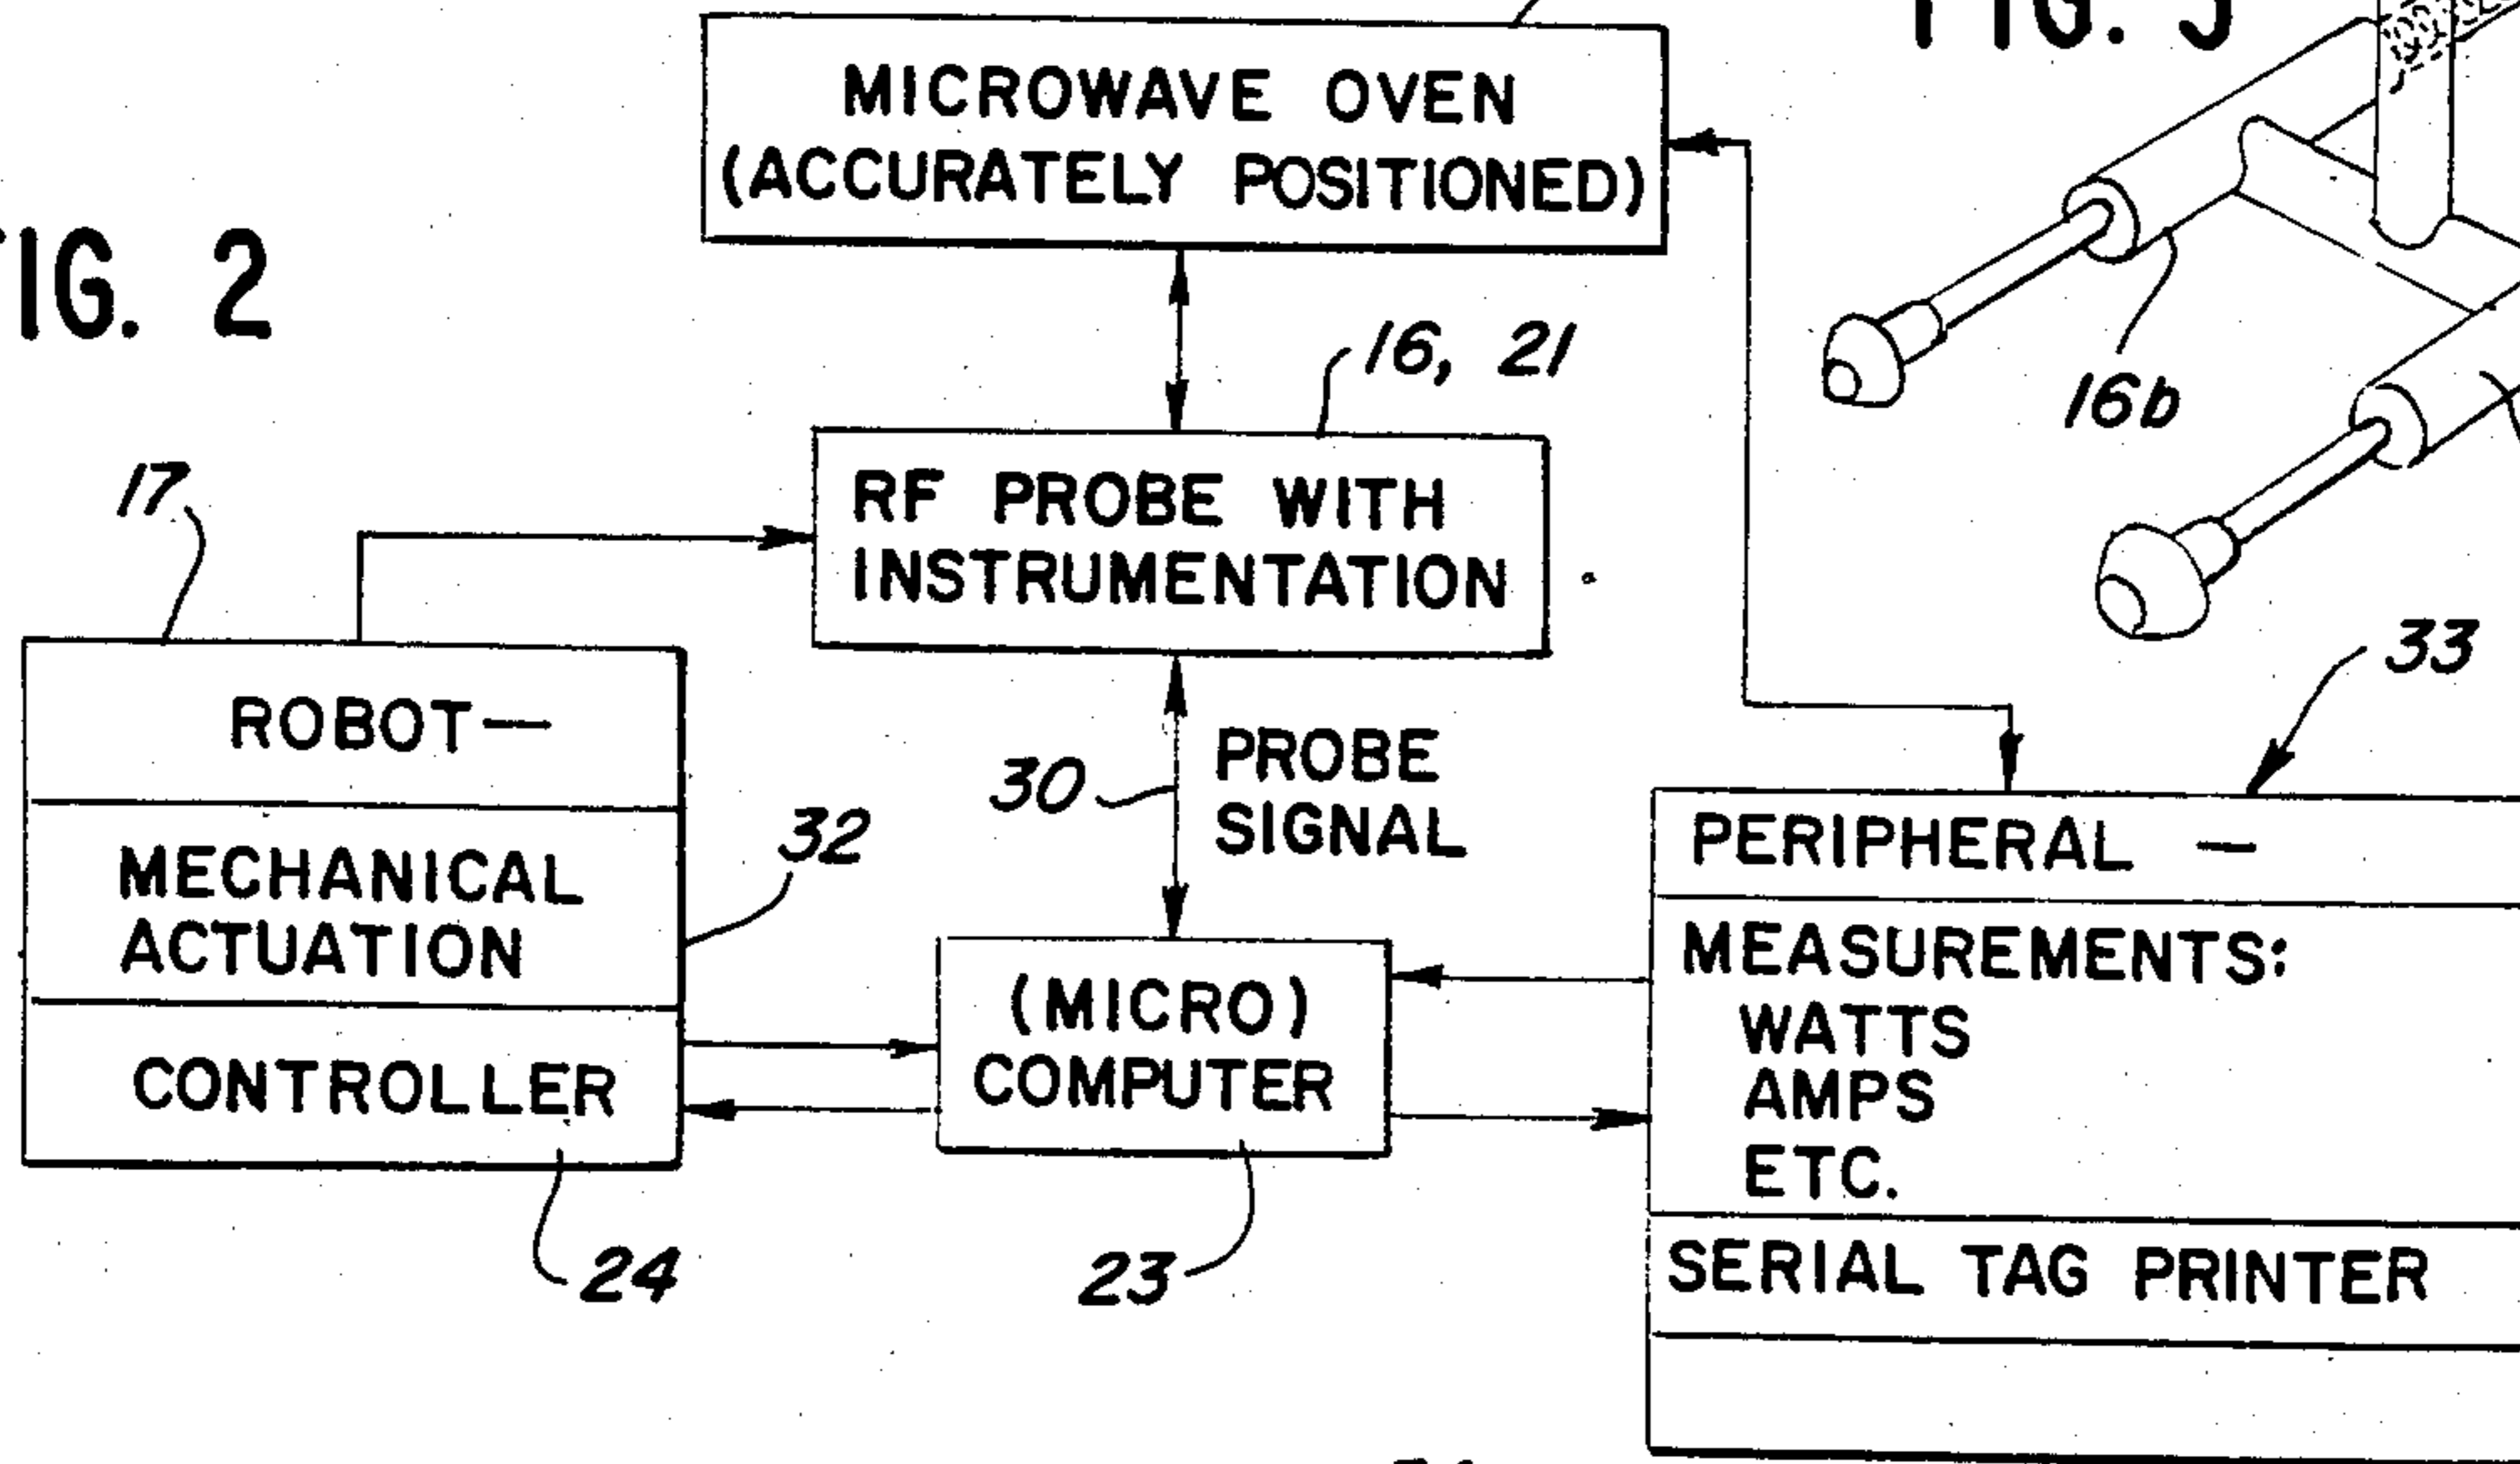 FIG. 2
MICROWAVE OVEN
(ACCURATELY POSITIONED)
16, 21
RF PROBE WITH
INSTRUMENTATION
17
ROBOT—
MECHANICAL
ACTUATION
32
CONTROLLER
24
30
PROBE
SIGNAL
(MICRO)
COMPUTER
23
16b
33
PERIPHERAL —
MEASUREMENTS:
WATTS
AMPS
ETC.
SERIAL TAG PRINTER